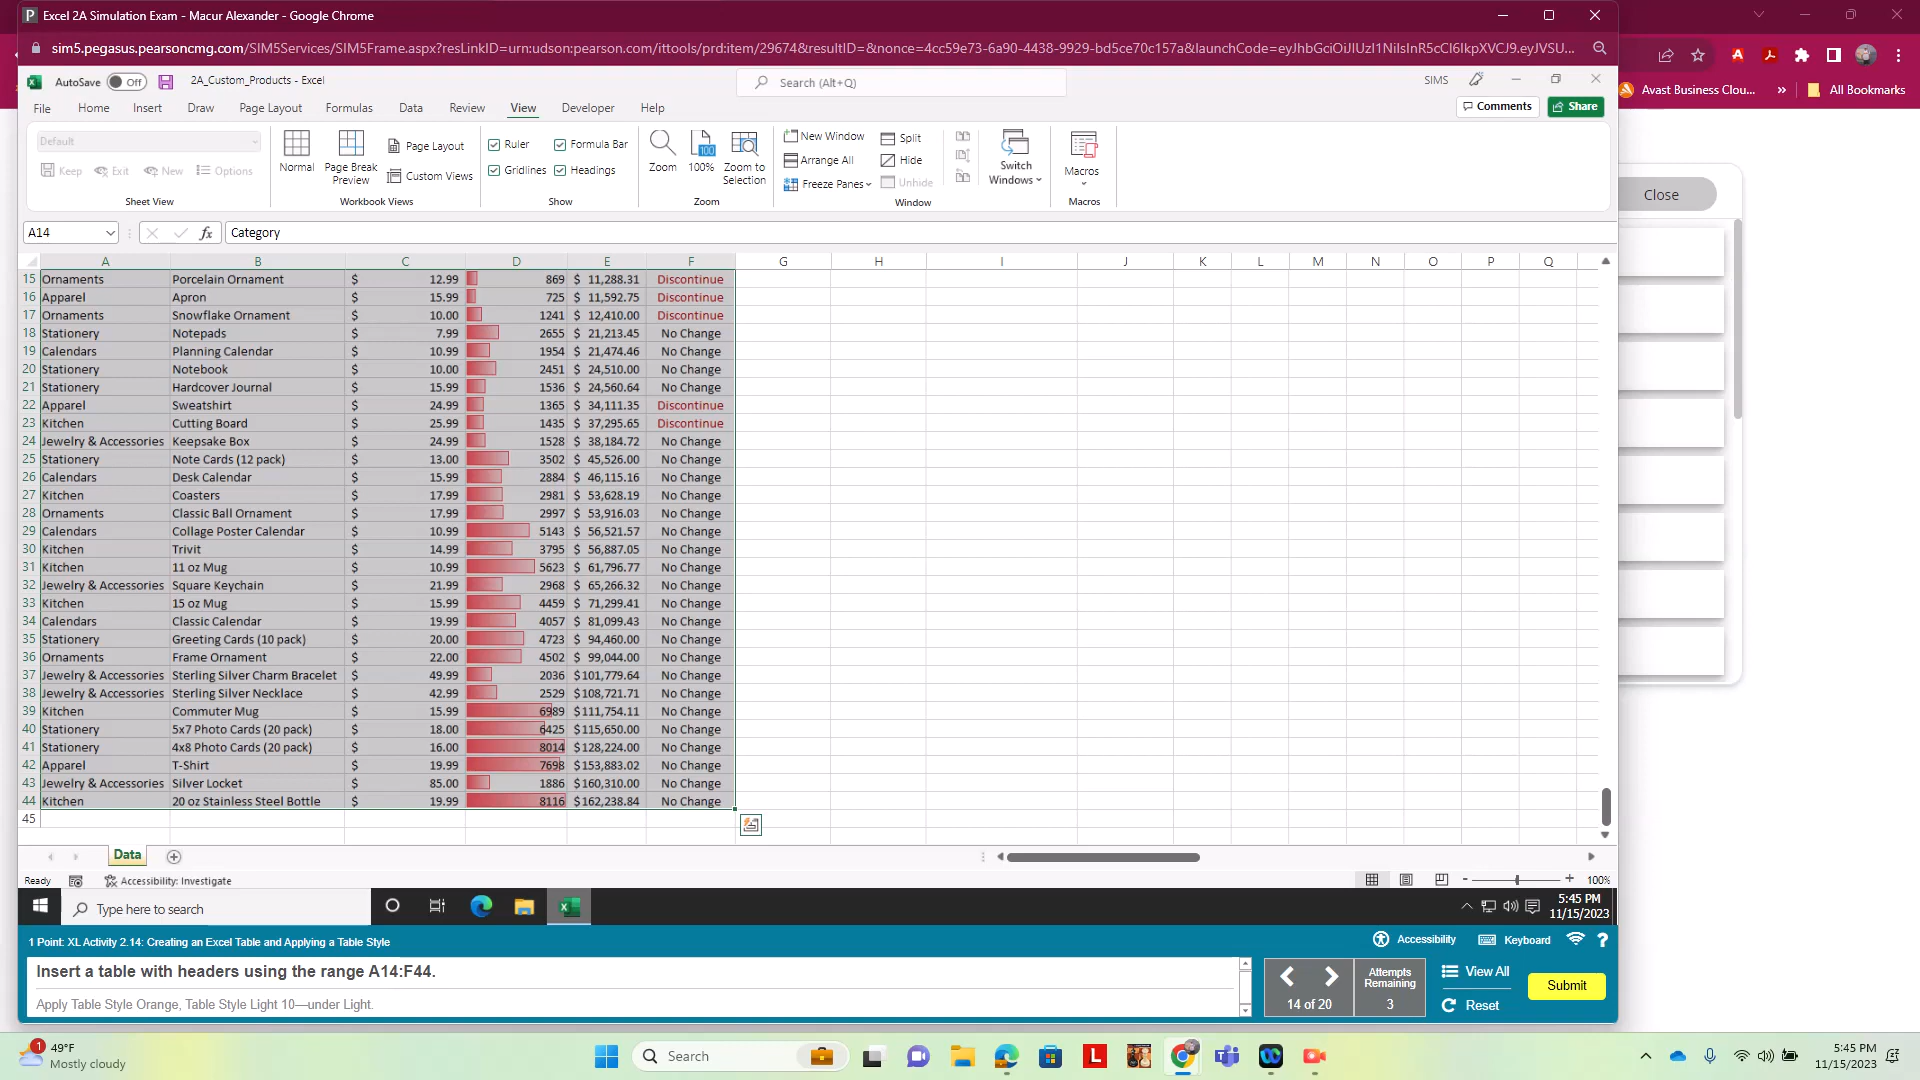 Excel 2A Simulation Exam - Macur Alexander - Google Chrome
sim5.pegasus.pearsoncmg.com/SIM5Services/SIM5Frame.aspx?resLinkID=urn:udson:pearson.com/ittools/prd:item/29674&resultID=&nonce=4cc59e73-6a90-4438-9929-bd5ce70c157a&launchCode=eyJhbGciOiJIUzI1NiIsInR5cCI6IkpXVCJ9.eyJVSU...
AutoSave Off 2A_Custom_Products - Excel Search (Alt+Q) SIMS
File Home Insert Draw Page Layout Formulas Data Review View Developer Help Comments Share
Avast Business Clou... » All Bookmarks
Default
Keep Exit New Options
Sheet View
Normal Page Break Preview Page Layout Custom Views
Workbook Views
Ruler Formula Bar
Gridlines Headings
Show
Zoom 100% Zoom to Selection
Zoom
New Window Split
Arrange All Hide
Freeze Panes Unhide
Switch Windows
Window
Macros
Macros
Close
A14 fx Category
A B C D E F G H I J K L M N O P Q
15 Ornaments Porcelain Ornament $ 12.99 869 $ 11,288.31 Discontinue
16 Apparel Apron $ 15.99 725 $ 11,592.75 Discontinue
17 Ornaments Snowflake Ornament $ 10.00 1241 $ 12,410.00 Discontinue
18 Stationery Notepads $ 7.99 2655 $ 21,213.45 No Change
19 Calendars Planning Calendar $ 10.99 1954 $ 21,474.46 No Change
20 Stationery Notebook $ 10.00 2451 $ 24,510.00 No Change
21 Stationery Hardcover Journal $ 15.99 1536 $ 24,560.64 No Change
22 Apparel Sweatshirt $ 24.99 1365 $ 34,111.35 Discontinue
23 Kitchen Cutting Board $ 25.99 1435 $ 37,295.65 Discontinue
24 Jewelry & Accessories Keepsake Box $ 24.99 1528 $ 38,184.72 No Change
25 Stationery Note Cards (12 pack) $ 13.00 3502 $ 45,526.00 No Change
26 Calendars Desk Calendar $ 15.99 2884 $ 46,115.16 No Change
27 Kitchen Coasters $ 17.99 2981 $ 53,628.19 No Change
28 Ornaments Classic Ball Ornament $ 17.99 2997 $ 53,916.03 No Change
29 Calendars Collage Poster Calendar $ 10.99 5143 $ 56,521.57 No Change
30 Kitchen Trivit $ 14.99 3795 $ 56,887.05 No Change
31 Kitchen 11 oz Mug $ 10.99 5623 $ 61,796.77 No Change
32 Jewelry & Accessories Square Keychain $ 21.99 2968 $ 65,266.32 No Change
33 Kitchen 15 oz Mug $ 15.99 4459 $ 71,299.41 No Change
34 Calendars Classic Calendar $ 19.99 4057 $ 81,099.43 No Change
35 Stationery Greeting Cards (10 pack) $ 20.00 4723 $ 94,460.00 No Change
36 Ornaments Frame Ornament $ 22.00 4502 $ 99,044.00 No Change
37 Jewelry & Accessories Sterling Silver Charm Bracelet $ 49.99 2036 $101,779.64 No Change
38 Jewelry & Accessories Sterling Silver Necklace $ 42.99 2529 $108,721.71 No Change
39 Kitchen Commuter Mug $ 15.99 6989 $111,754.11 No Change
40 Stationery 5x7 Photo Cards (20 pack) $ 18.00 6425 $115,650.00 No Change
41 Stationery 4x8 Photo Cards (20 pack) $ 16.00 8014 $128,224.00 No Change
42 Apparel T-Shirt $ 19.99 7698 $153,883.02 No Change
43 Jewelry & Accessories Silver Locket $ 85.00 1886 $160,310.00 No Change
44 Kitchen 20 oz Stainless Steel Bottle $ 19.99 8116 $162,238.84 No Change
45
Data
Ready Accessibility: Investigate 100%
Type here to search
5:45 PM
11/15/2023
1 Point: XL Activity 2.14: Creating an Excel Table and Applying a Table Style Accessibility Keyboard ?
Insert a table with headers using the range A14:F44.
Apply Table Style Orange, Table Style Light 10—under Light.
14 of 20
Attempts Remaining
3
View All
Reset
Submit
1
49°F
Mostly cloudy
Search
L
5:45 PM
11/15/2023